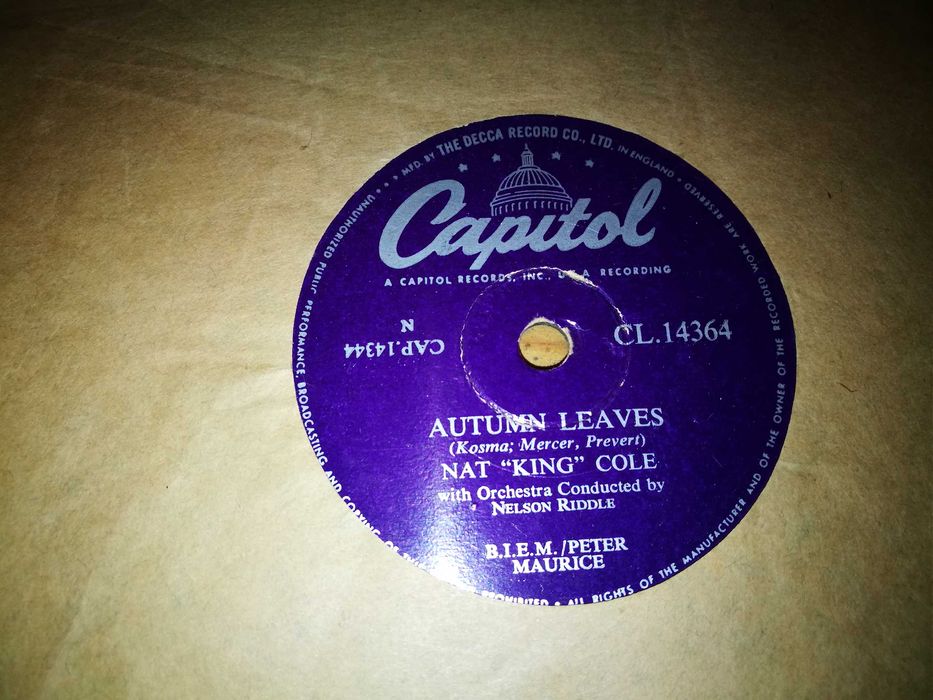 • • • MFD. BY THE DECCA RECORD CO., LTD. IN ENGLAND •
Capitol
A CAPITOL RECORDS, INC., U.S.A. RECORDING
CAP.14344
N
CL.14364
AUTUMN LEAVES
(Kosma; Mercer, Prevert)
NAT "KING" COLE
with Orchestra Conducted by
NELSON RIDDLE
B.I.E.M./PETER
MAURICE
UNAUTHORIZED PUBLIC PERFORMANCE, BROADCASTING AND COPYING OF PROHIBITED • ALL RIGHTS OF THE MANUFACTURER AND OF THE OWNER OF THE RECORDED WORK ARE RESERVED